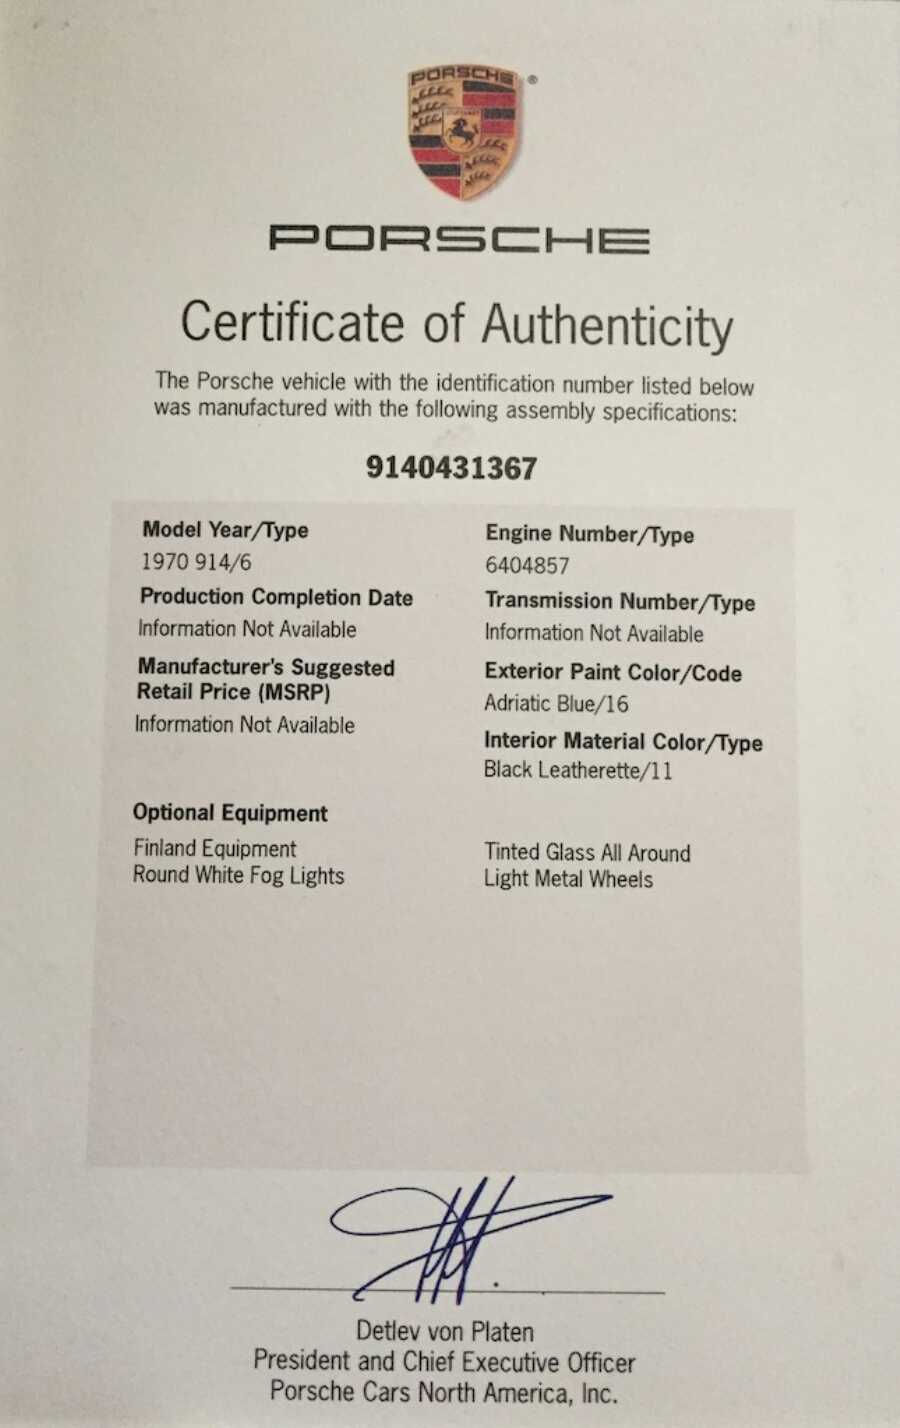 PORSCHE
STUTTGART
®
PORSCHE
Certificate of Authenticity
The Porsche vehicle with the identification number listed below
was manufactured with the following assembly specifications:
9140431367
Model Year/Type
1970 914/6
Production Completion Date
Information Not Available
Manufacturer's Suggested
Retail Price (MSRP)
Information Not Available
Engine Number/Type
6404857
Transmission Number/Type
Information Not Available
Exterior Paint Color/Code
Adriatic Blue/16
Interior Material Color/Type
Black Leatherette/11
Optional Equipment
Finland Equipment
Round White Fog Lights
Tinted Glass All Around
Light Metal Wheels
Detlev von Platen
President and Chief Executive Officer
Porsche Cars North America, Inc.